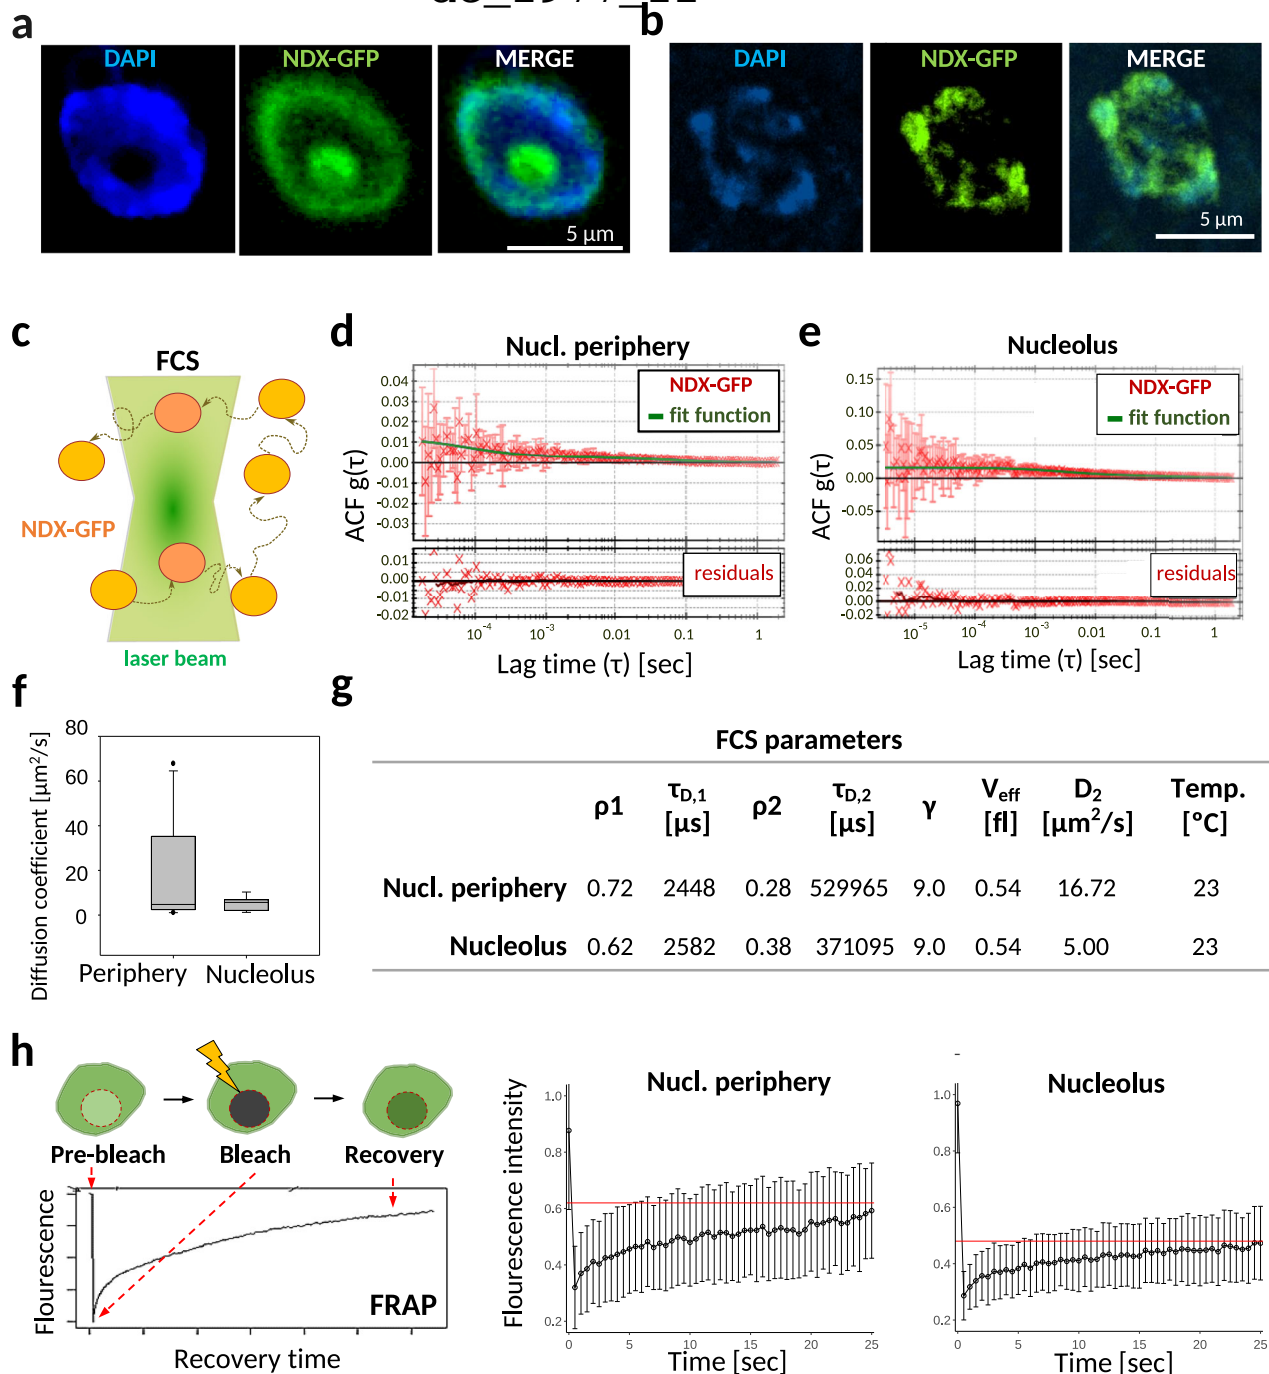 a
DAPI
NDX-GFP
MERGE
5 µm
b
DAPI
NDX-GFP
MERGE
5 µm
c
FCS
NDX-GFP
laser beam
d
Nucl. periphery
NDX-GFP
fit function
ACF g(τ)
0.04
0.03
0.02
0.01
0.00
-0.01
-0.02
-0.03
0.01
0.00
-0.01
-0.02
residuals
10⁻⁴ 10⁻³ 0.01 0.1 1
Lag time (τ) [sec]
e
Nucleolus
NDX-GFP
fit function
ACF g(τ)
0.15
0.10
0.05
0.00
-0.05
0.06
0.04
0.02
0.00
-0.02
residuals
10⁻⁵ 10⁻⁴ 10⁻³ 0.01 0.1 1
Lag time (τ) [sec]
f
Diffusion coefficient [µm²/s]
80
60
40
20
0
Periphery Nucleolus
g
FCS parameters
ρ1 τD,1 [µs] ρ2 τD,2 [µs] γ Veff [fl] D2 [µm²/s] Temp. [°C]
Nucl. periphery 0.72 2448 0.28 529965 9.0 0.54 16.72 23
Nucleolus 0.62 2582 0.38 371095 9.0 0.54 5.00 23
h
Pre-bleach Bleach Recovery
Flourescence
FRAP
Recovery time
Nucl. periphery
Flourescence intensity
1.0
0.8
0.6
0.4
0.2
0 5 10 15 20 25
Time [sec]
Nucleolus
1.0
0.8
0.6
0.4
0.2
0 5 10 15 20 25
Time [sec]